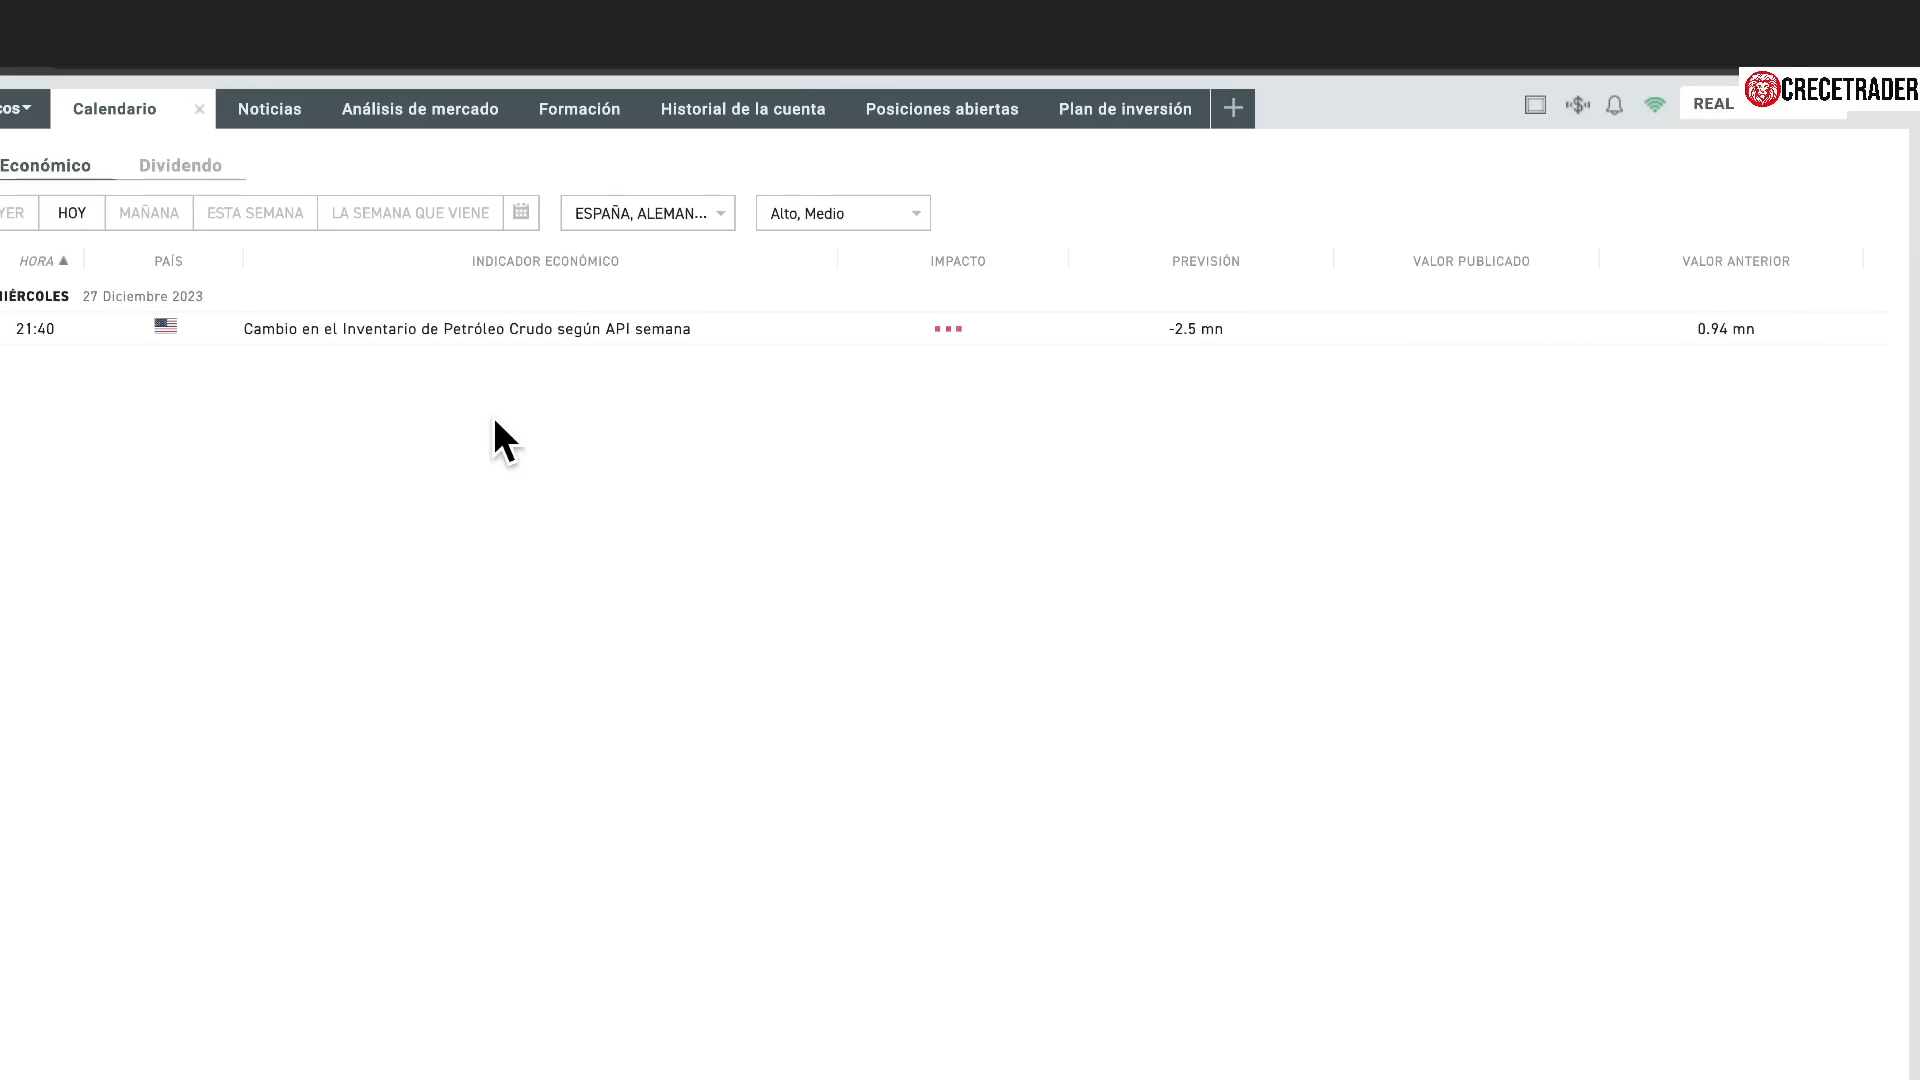 cos
Calendario
Noticias
Análisis de mercado
Formación
Historial de la cuenta
Posiciones abiertas
Plan de inversión
REAL
CRECETRADER
Económico
Dividendo
YER
HOY
MAÑANA
ESTA SEMANA
LA SEMANA QUE VIENE
ESPAÑA, ALEMAN...
Alto, Medio
HORA
PAÍS
INDICADOR ECONÓMICO
IMPACTO
PREVISIÓN
VALOR PUBLICADO
VALOR ANTERIOR
IÉRCOLES 27 Diciembre 2023
21:40
Cambio en el Inventario de Petróleo Crudo según API semana
-2.5 mn
0.94 mn